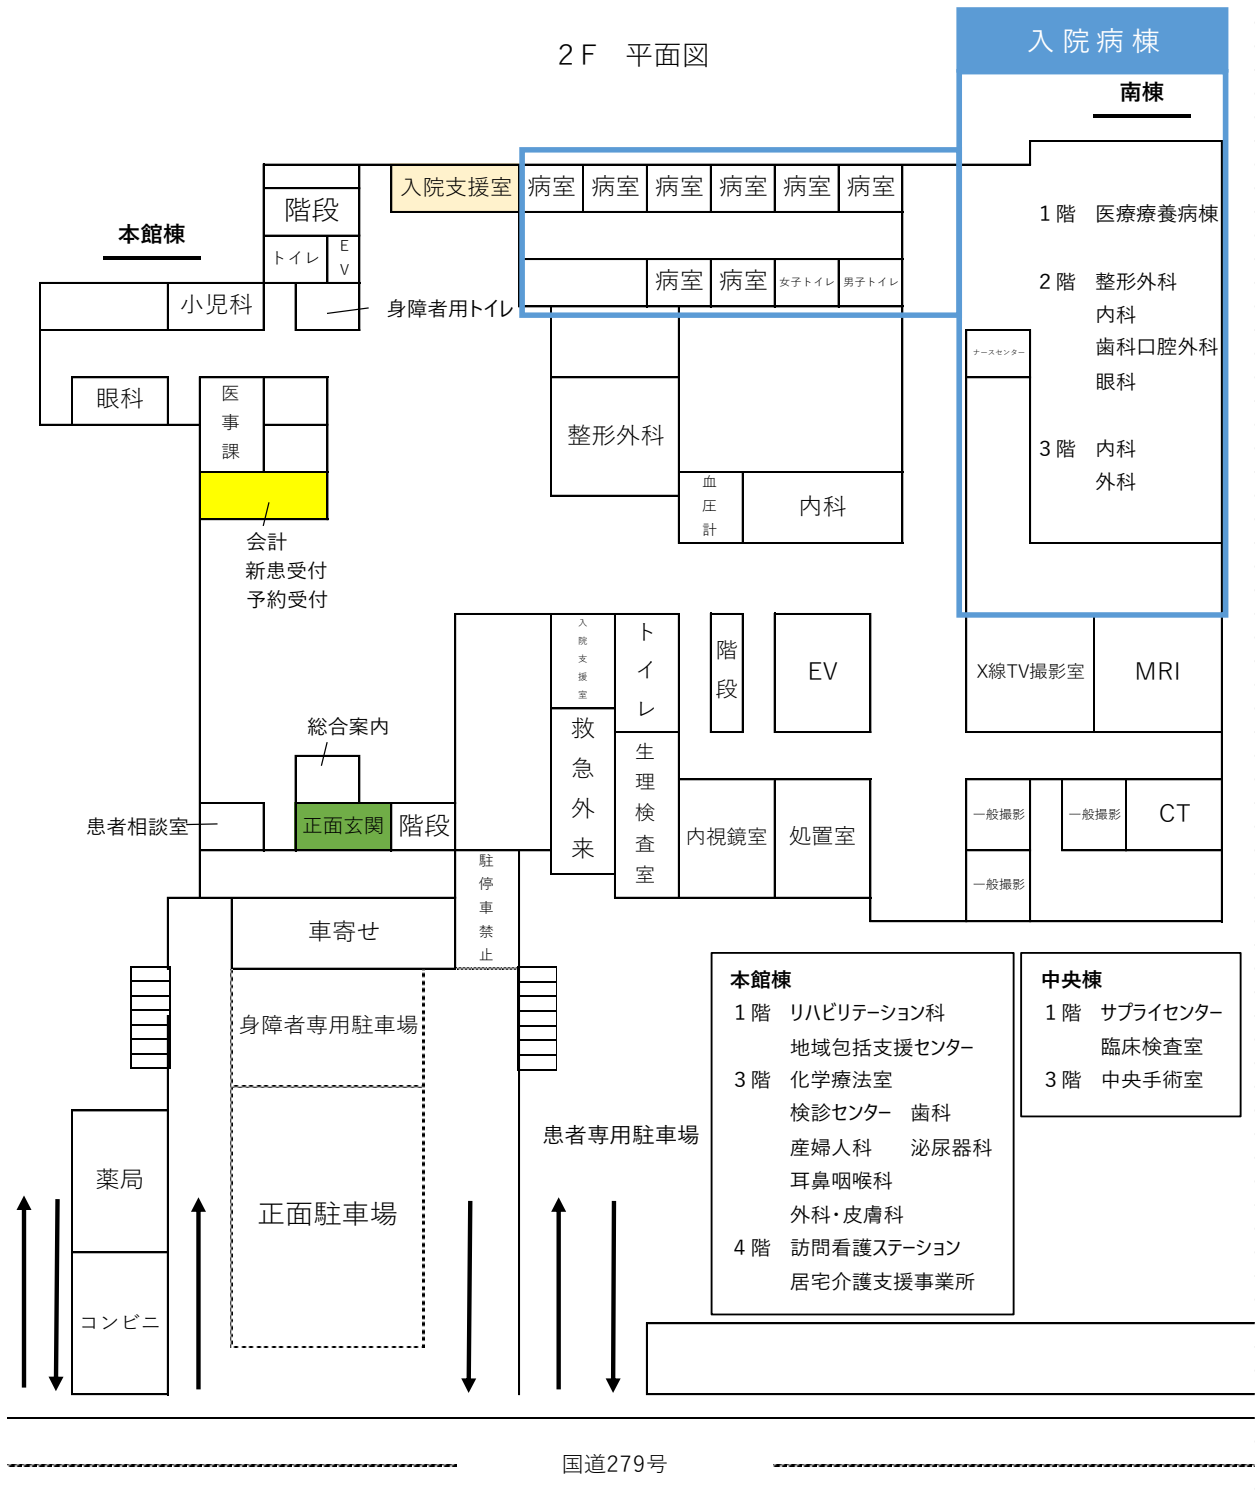 2F 平面図
入院病棟
南棟
入院支援室
病室
病室
病室
病室
病室
病室
階段
本館棟
トイレ
EV
小児科
身障者用トイレ
病室
病室
女子トイレ
男子トイレ
1階 医療療養病棟
2階 整形外科
内科
歯科口腔外科
眼科
3階 内科
外科
ナースセンター
眼科
医事課
整形外科
血圧計
内科
会計
新患受付
予約受付
入院支援室
トイレ
階段
EV
X線TV撮影室
MRI
総合案内
救急外来
生理検査室
患者相談室
正面玄関
階段
内視鏡室
処置室
一般撮影
一般撮影
CT
一般撮影
駐停車禁止
車寄せ
身障者専用駐車場
本館棟
1階 リハビリテーション科
地域包括支援センター
3階 化学療法室
検診センター 歯科
産婦人科 泌尿器科
耳鼻咽喉科
外科・皮膚科
4階 訪問看護ステーション
居宅介護支援事業所
中央棟
1階 サプライセンター
臨床検査室
3階 中央手術室
患者専用駐車場
薬局
正面駐車場
コンビニ
国道279号